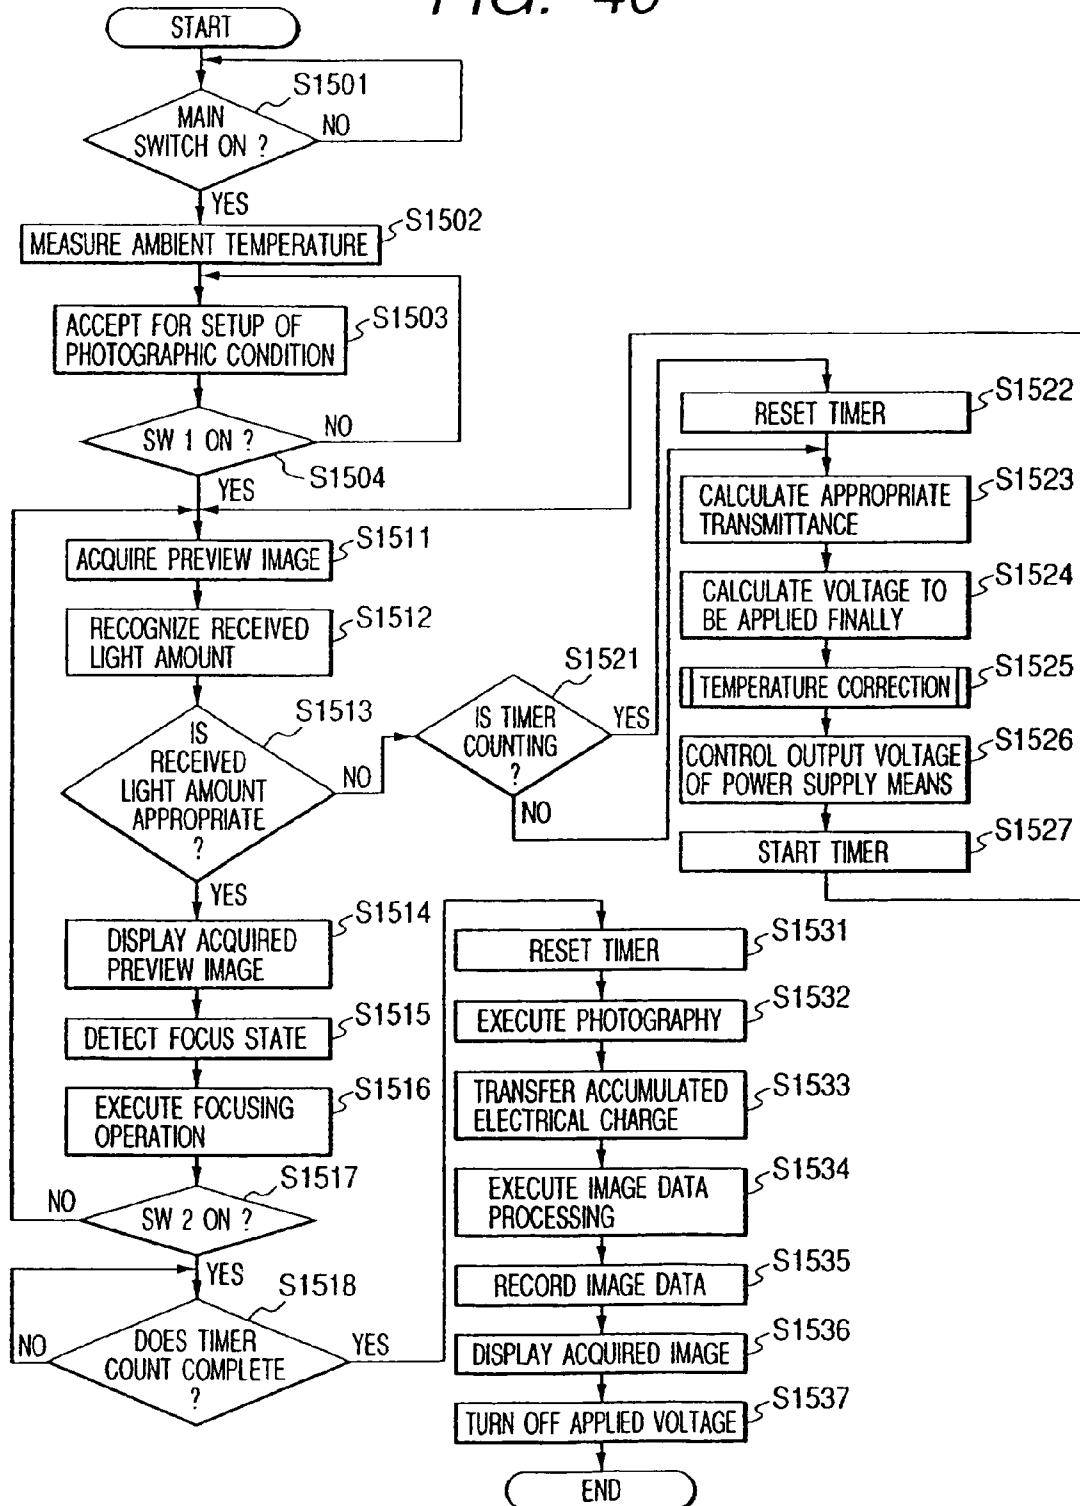 FIG. 40
START
S1501
MAIN
SWITCH ON ?
NO
YES
S1502
MEASURE AMBIENT TEMPERATURE
S1503
ACCEPT FOR SETUP OF
PHOTOGRAPHIC CONDITION
SW 1 ON ?
NO
S1504
YES
S1511
ACQUIRE PREVIEW IMAGE
S1512
RECOGNIZE RECEIVED
LIGHT AMOUNT
S1513
IS
RECEIVED
LIGHT AMOUNT
APPROPRIATE
?
NO
YES
S1514
DISPLAY ACQUIRED
PREVIEW IMAGE
S1515
DETECT FOCUS STATE
S1516
EXECUTE FOCUSING
OPERATION
S1517
NO
SW 2 ON ?
YES
S1518
NO
DOES TIMER
COUNT COMPLETE
?
YES
S1521
IS TIMER
COUNTING
?
YES
NO
S1522
RESET TIMER
S1523
CALCULATE APPROPRIATE
TRANSMITTANCE
S1524
CALCULATE VOLTAGE TO
BE APPLIED FINALLY
S1525
TEMPERATURE CORRECTION
S1526
CONTROL OUTPUT VOLTAGE
OF POWER SUPPLY MEANS
S1527
START TIMER
S1531
RESET TIMER
S1532
EXECUTE PHOTOGRAPHY
S1533
TRANSFER ACCUMULATED
ELECTRICAL CHARGE
S1534
EXECUTE IMAGE DATA
PROCESSING
S1535
RECORD IMAGE DATA
S1536
DISPLAY ACQUIRED IMAGE
S1537
TURN OFF APPLIED VOLTAGE
END